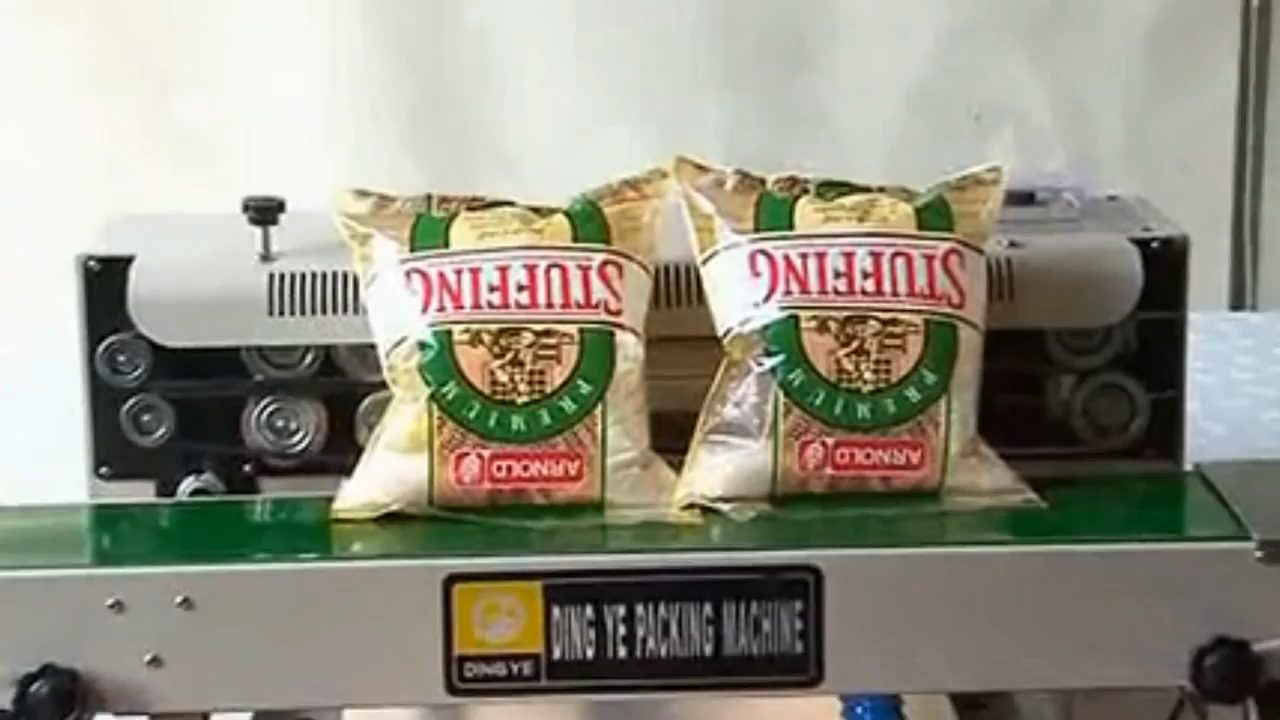 STUFFING
PREMIUM
ARNOLD
STUFFING
PREMIUM
ARNOLD
DINGYE
DING YE PACKING MACHINE